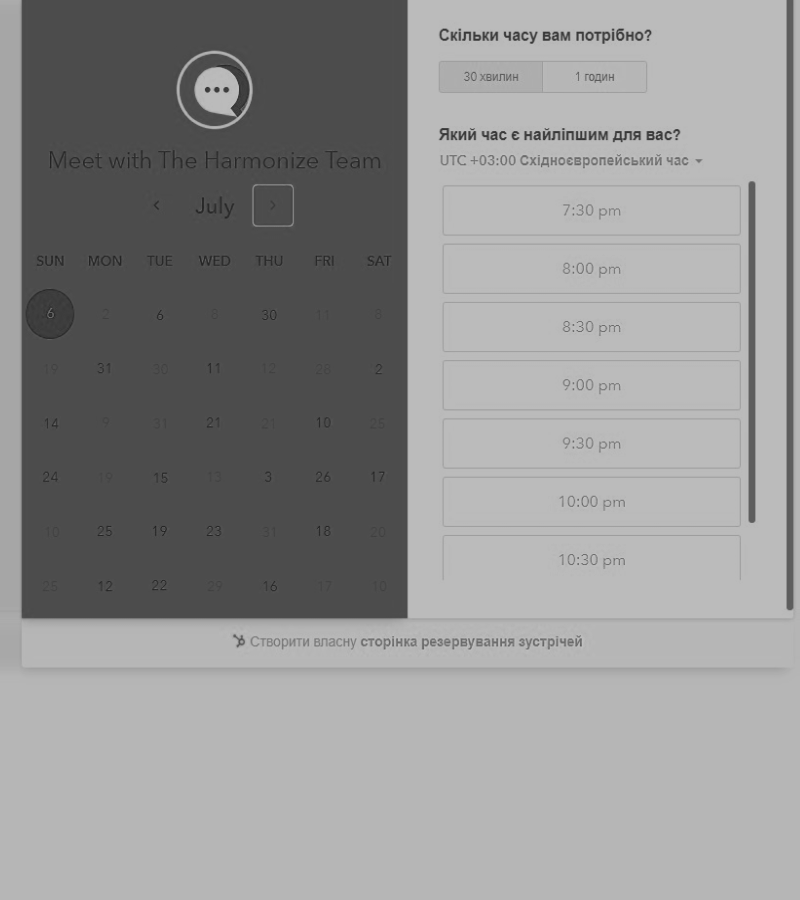 Meet with The Harmonize Team
July
SUN MON TUE WED THU FRI SAT
6 2 6 8 30 11 6
19 31 30 11 12 28 2
14 9 31 21 21 10 25
24 19 15 13 3 26 17
10 25 19 23 31 18 20
25 12 22 29 16 17 10
Скільки часу вам потрібно?
30 хвилин 1 годин
Який час є найліпшим для вас?
UTC +03:00 Східноєвропейський час
7:30 pm
8:00 pm
8:30 pm
9:00 pm
9:30 pm
10:00 pm
10:30 pm
Створити власну сторінка резервування зустрічей